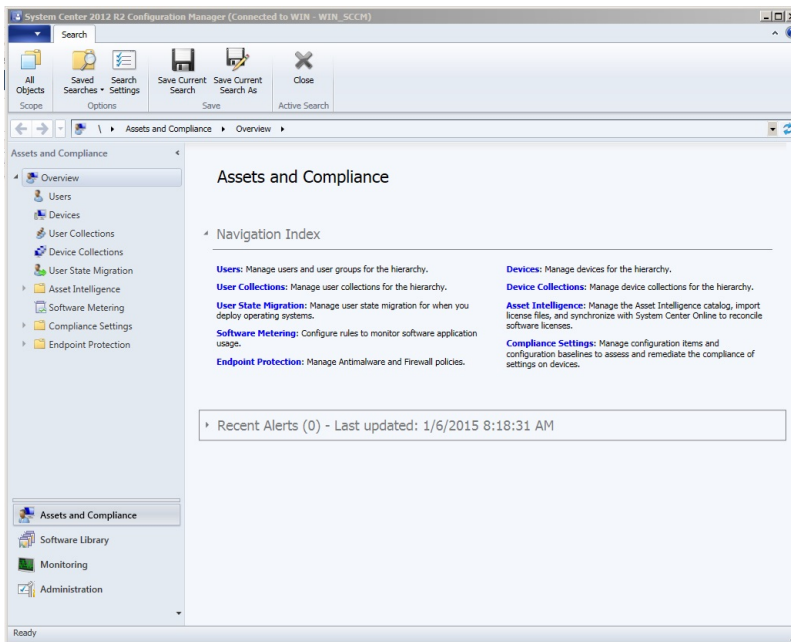 System Center 2012 R2 Configuration Manager (Connected to WIN - WIN_SCCM)
Search
All Objects
Saved Searches
Search Settings
Save Current Search
Save Current Search As
Close
Scope
Options
Save
Active Search
\ Assets and Compliance Overview
Assets and Compliance
Overview
Users
Devices
User Collections
Device Collections
User State Migration
Asset Intelligence
Software Metering
Compliance Settings
Endpoint Protection
Assets and Compliance
Software Library
Monitoring
Administration
Assets and Compliance
Navigation Index
Users: Manage users and user groups for the hierarchy.
User Collections: Manage user collections for the hierarchy.
User State Migration: Manage user state migration for when you
deploy operating systems.
Software Metering: Configure rules to monitor software application
usage.
Endpoint Protection: Manage Antimalware and Firewall policies.
Devices: Manage devices for the hierarchy.
Device Collections: Manage device collections for the hierarchy.
Asset Intelligence: Manage the Asset Intelligence catalog, import
license files, and synchronize with System Center Online to reconcile
software licenses.
Compliance Settings: Manage configuration items and
configuration baselines to assess and remediate the compliance of
settings on devices.
Recent Alerts (0) - Last updated: 1/6/2015 8:18:31 AM
Ready